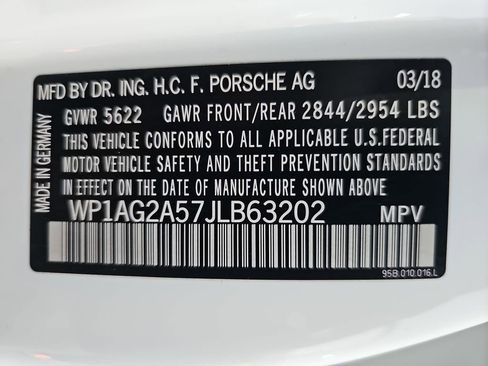 MFD BY DR. ING. H.C. F. PORSCHE AG 03/18
GVWR 5622 GAWR FRONT/REAR 2844/2954 LBS
THIS VEHICLE CONFORMS TO ALL APPLICABLE U.S.FEDERAL
MOTOR VEHICLE SAFETY AND THEFT PREVENTION STANDARDS
IN EFFECT ON THE DATE OF MANUFACTURE SHOWN ABOVE
WP1AG2A57JLB63202 MPV
95B.010.016.L
MADE IN GERMANY